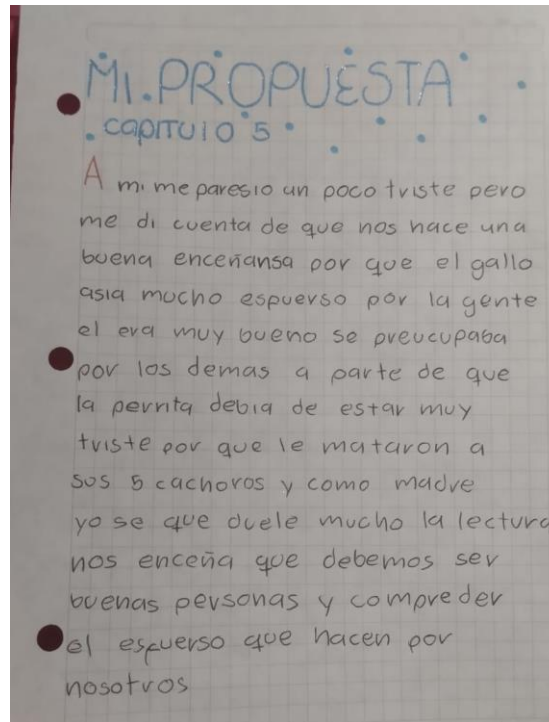 MI.PROPUESTA
capITUIO 5
A mi me paresio un poco triste pero
me di cuenta de que nos hace una
buena enceñansa por que el gallo
asia mucho espuerso por la gente
el era muy bueno se preucupaba
por los demas a parte de que
la perrita debia de estar muy
triste por que le mataron a
sus 5 cachoros y como madre
yo se que duele mucho la lectura
nos enceña que debemos ser
buenas personas y compreder
el espuerso que hacen por
nosotros